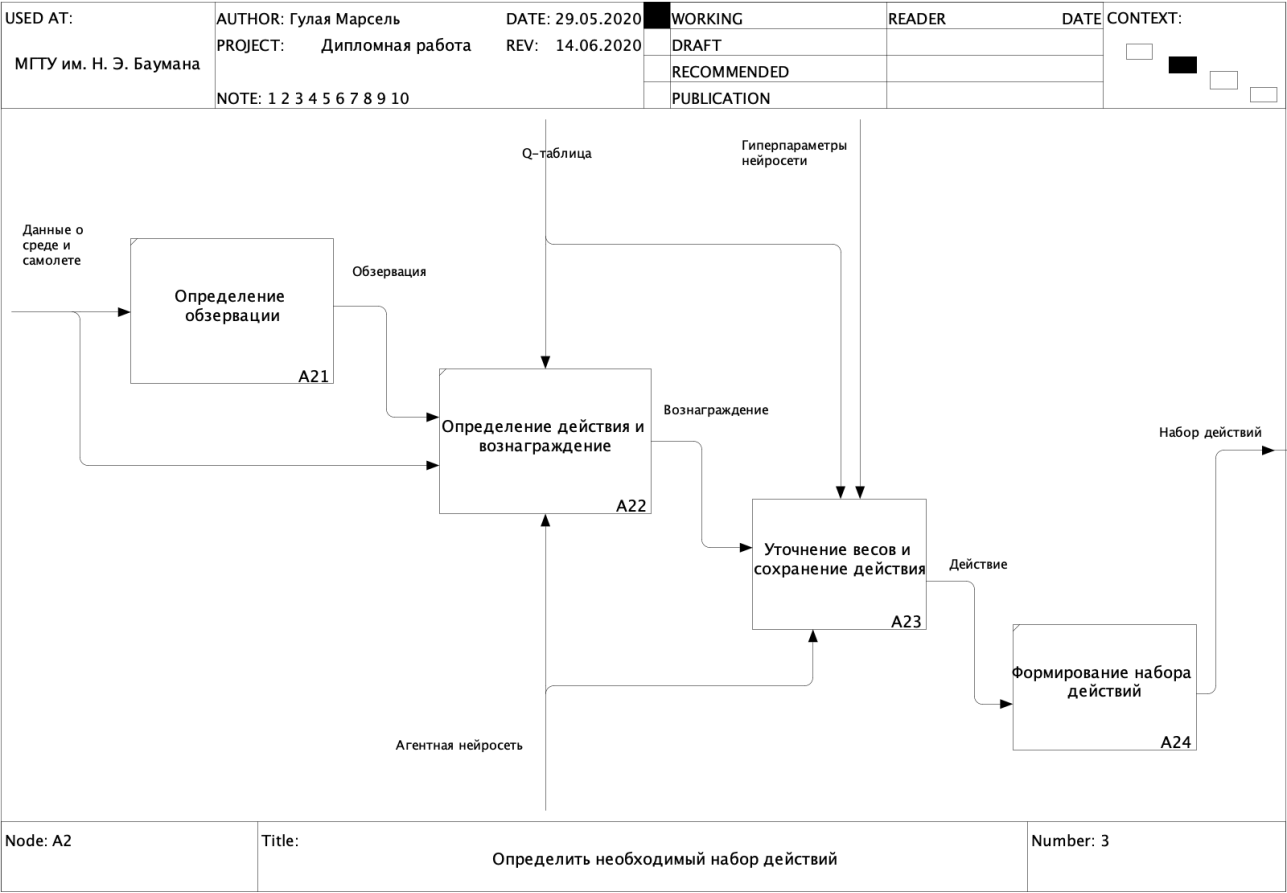 USED AT:
МГТУ им. Н. Э. Баумана
AUTHOR: Гулая Марсель
DATE: 29.05.2020
PROJECT: Дипломная работа
REV: 14.06.2020
NOTE: 1 2 3 4 5 6 7 8 9 10
WORKING
DRAFT
RECOMMENDED
PUBLICATION
READER DATE
CONTEXT:
Q-таблица
Гиперпараметры
нейросети
Данные о
среде и
самолете
Определение
обзервации
A21
Обзервация
Определение действия и
вознаграждение
A22
Вознаграждение
Набор действий
Уточнение весов и
сохранение действия
A23
Действие
Формирование набора
действий
A24
Агентная нейросеть
Node: A2
Title:
Определить необходимый набор действий
Number: 3